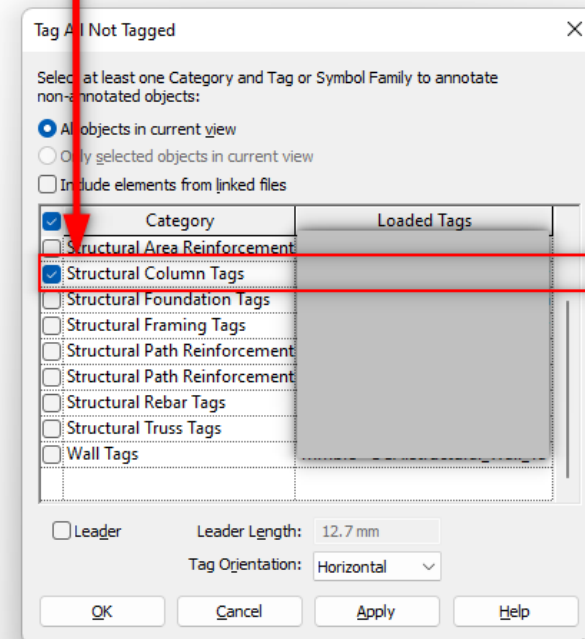 Tag All Not Tagged
Select at least one Category and Tag or Symbol Family to annotate
non-annotated objects:
All objects in current view
Only selected objects in current view
Include elements from linked files
Category Loaded Tags
Structural Area Reinforcement
Structural Column Tags
Structural Foundation Tags
Structural Framing Tags
Structural Path Reinforcement
Structural Path Reinforcement
Structural Rebar Tags
Structural Truss Tags
Wall Tags
Leader Leader Length: 12.7 mm
Tag Orientation: Horizontal
OK Cancel Apply Help